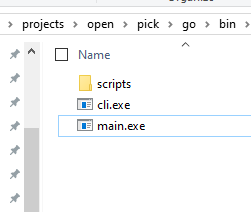 projects > open > pick > go > bin >
Name
scripts
cli.exe
main.exe